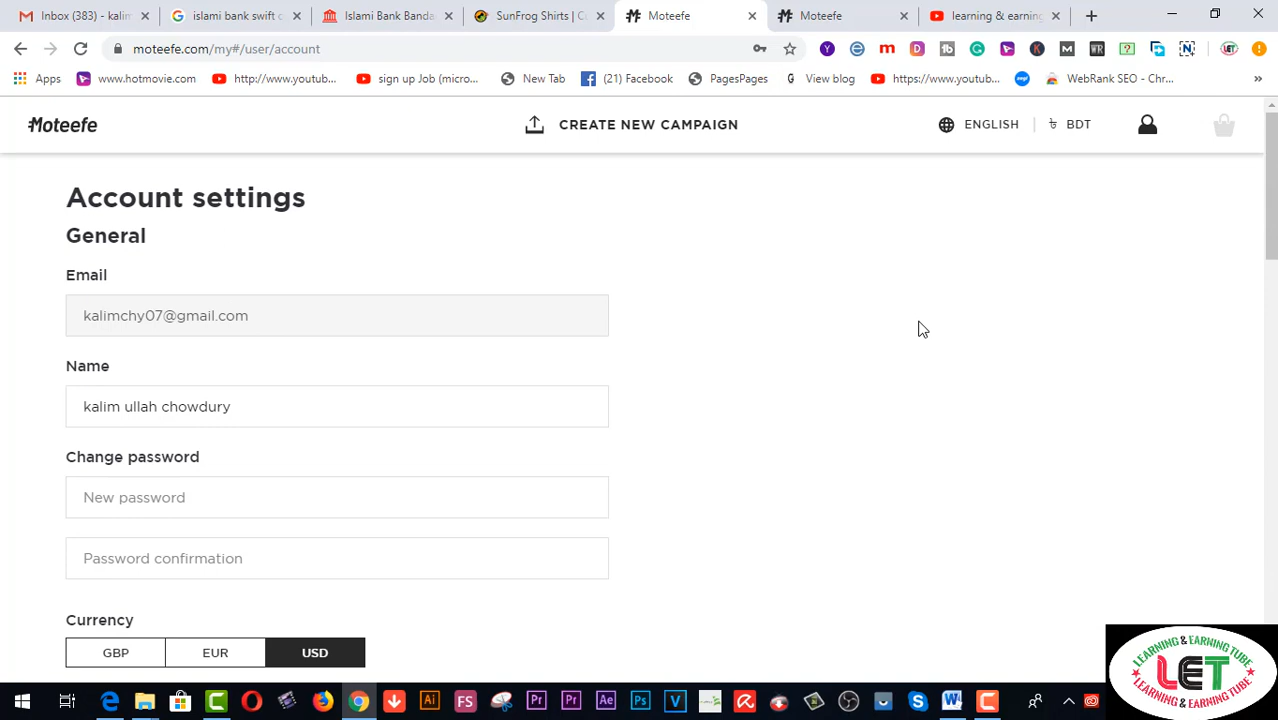 Inbox (383) - kalim
islami bank swift c
Islami Bank Banda
SunFrog Shirts | C
Moteefe
Moteefe
learning & earning
moteefe.com/my#/user/account
Apps
www.hotmovie.com
http://www.youtub...
sign up Job (micro...
New Tab
(21) Facebook
PagesPages
View blog
https://www.youtub...
WebRank SEO - Chr...
»
Moteefe
CREATE NEW CAMPAIGN
ENGLISH
৳ BDT
Account settings
General
Email
kalimchy07@gmail.com
Name
kalim ullah chowdury
Change password
New password
Password confirmation
Currency
GBP
EUR
USD
LEARNING & EARNING TUBE
LET
LEARNING & EARNING TUBE